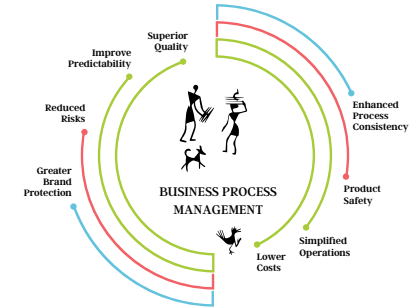 Superior
Quality
Improve
Predictability
Reduced
Risks
Greater
Brand
Protection
BUSINESS PROCESS
MANAGEMENT
Enhanced
Process
Consistency
Product
Safety
Simplified
Operations
Lower
Costs